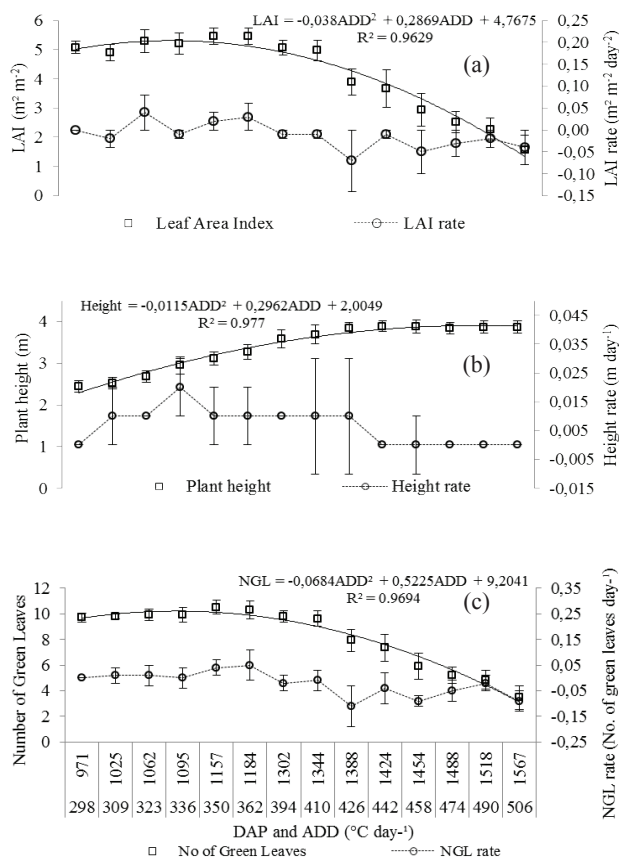 LAI = -0,038ADD² + 0,2869ADD + 4,7675
R² = 0.9629
(a)
LAI (m² m⁻²)
6
5
4
3
2
1
0
0,25
0,20
0,15
0,10
0,05
0,00
-0,05
-0,10
-0,15
LAI rate (m² m⁻² day⁻¹)
Leaf Area Index LAI rate
Height = -0,0115ADD² + 0,2962ADD + 2,0049
R² = 0.977
(b)
Plant height (m)
4
3
2
1
0
0,045
0,035
0,025
0,015
0,005
-0,005
-0,015
Height rate (m day⁻¹)
Plant height Height rate
NGL = -0,0684ADD² + 0,5225ADD + 9,2041
R² = 0.9694
(c)
Number of Green Leaves
12
10
8
6
4
2
0
0,35
0,25
0,15
0,05
-0,05
-0,15
-0,25
NGL rate (No. of green leaves day-¹)
971 1025 1062 1095 1157 1184 1302 1344 1388 1424 1454 1488 1518 1567
298 309 323 336 350 362 394 410 426 442 458 474 490 506
DAP and ADD (°C day-¹)
No of Green Leaves NGL rate